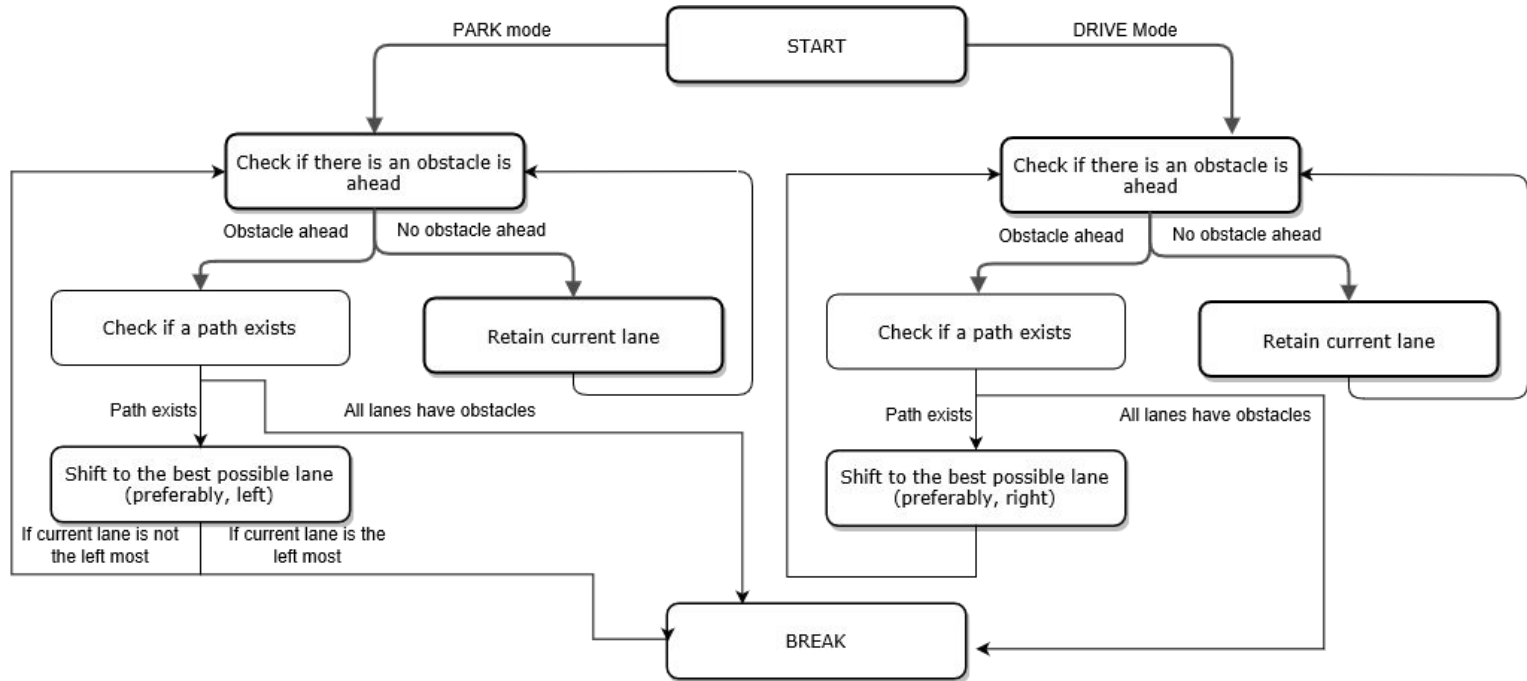 PARK mode
START
DRIVE Mode
Check if there is an obstacle is
ahead
Obstacle ahead
No obstacle ahead
Check if a path exists
Retain current lane
Path exists
All lanes have obstacles
Shift to the best possible lane
(preferably, left)
If current lane is not
the left most
If current lane is the
left most
Check if there is an obstacle is
ahead
Obstacle ahead
No obstacle ahead
Check if a path exists
Retain current lane
Path exists
All lanes have obstacles
Shift to the best possible lane
(preferably, right)
BREAK